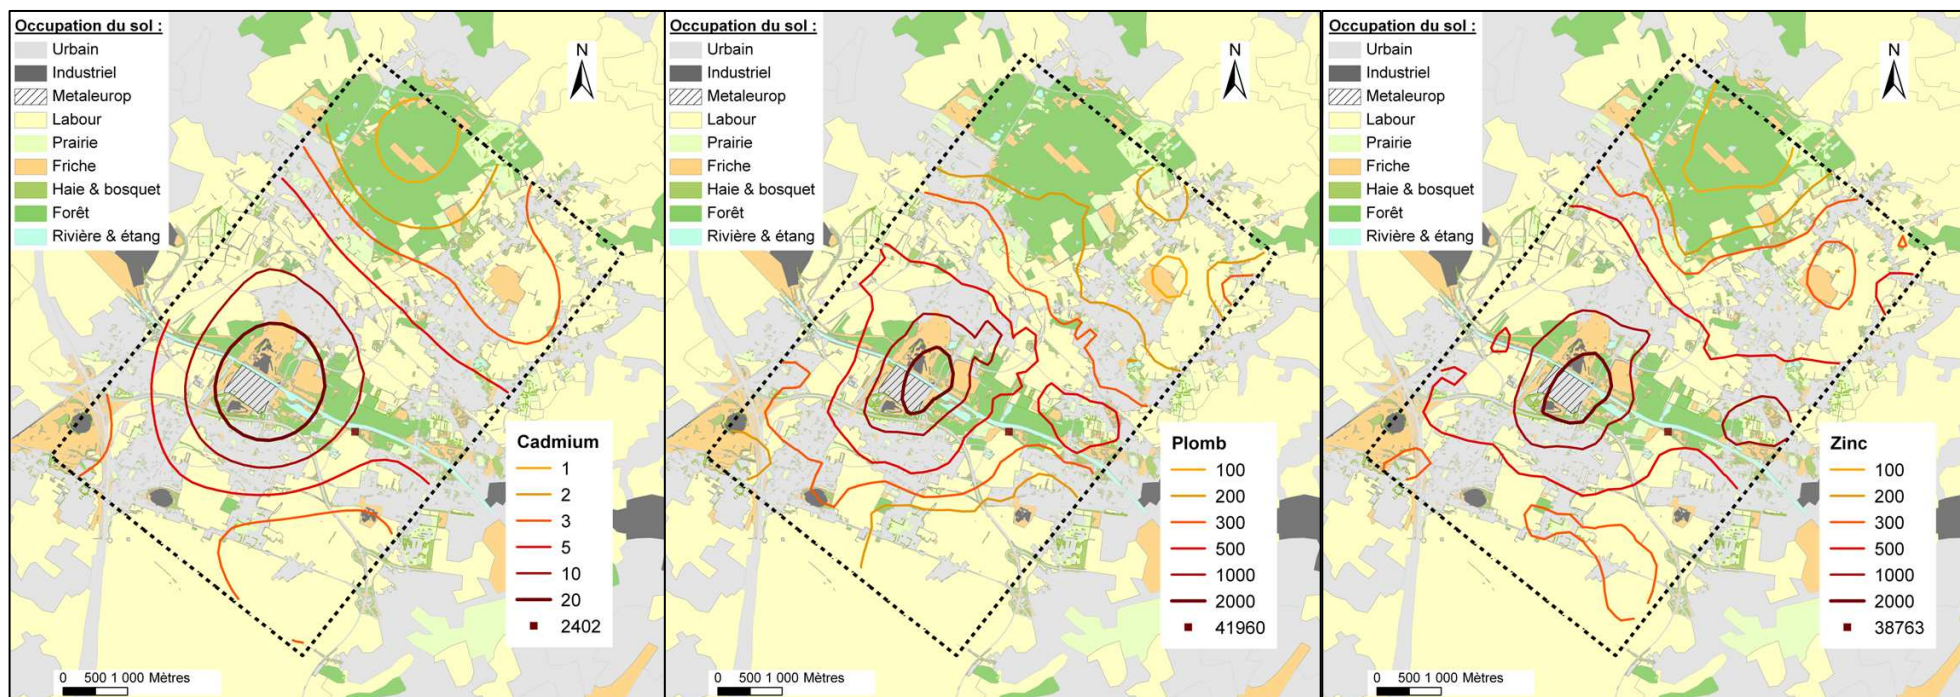 Occupation du sol :
Urbain
Industriel
Metaleurop
Labour
Prairie
Friche
Haie & bosquet
Forêt
Rivière & étang
N
Cadmium
1
2
3
5
10
20
2402
0 500 1 000 Mètres
Occupation du sol :
Urbain
Industriel
Metaleurop
Labour
Prairie
Friche
Haie & bosquet
Forêt
Rivière & étang
N
Plomb
100
200
300
500
1000
2000
41960
0 500 1 000 Mètres
Occupation du sol :
Urbain
Industriel
Metaleurop
Labour
Prairie
Friche
Haie & bosquet
Forêt
Rivière & étang
N
Zinc
100
200
300
500
1000
2000
38763
0 500 1 000 Mètres